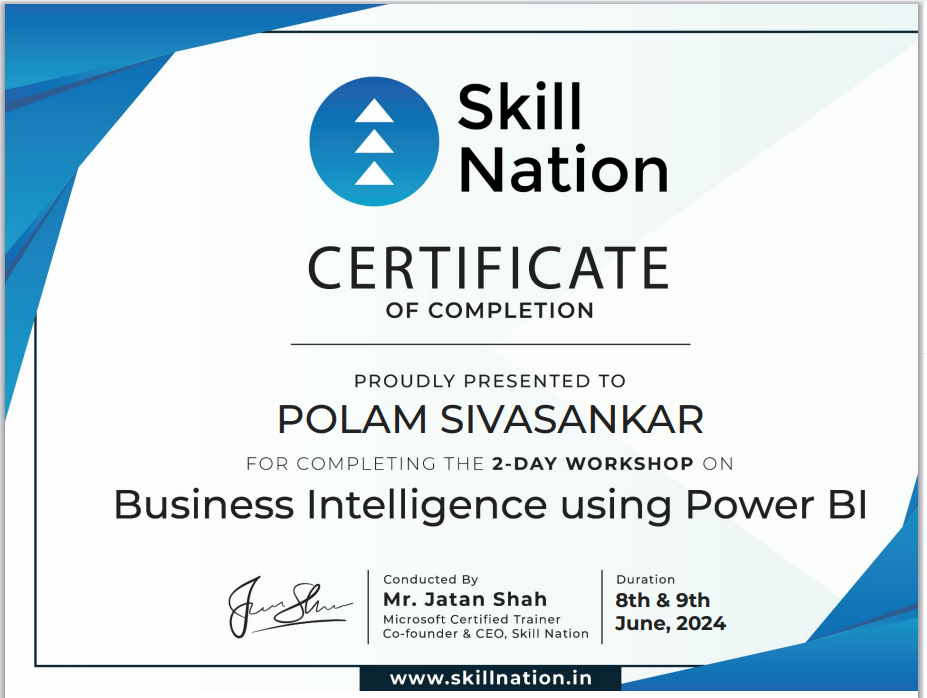 Skill
Nation
CERTIFICATE
OF COMPLETION
PROUDLY PRESENTED TO
POLAM SIVASANKAR
FOR COMPLETING THE 2-DAY WORKSHOP ON
Business Intelligence using Power BI
Conducted By
Mr. Jatan Shah
Microsoft Certified Trainer
Co-founder & CEO, Skill Nation
Duration
8th & 9th
June, 2024
www.skillnation.in